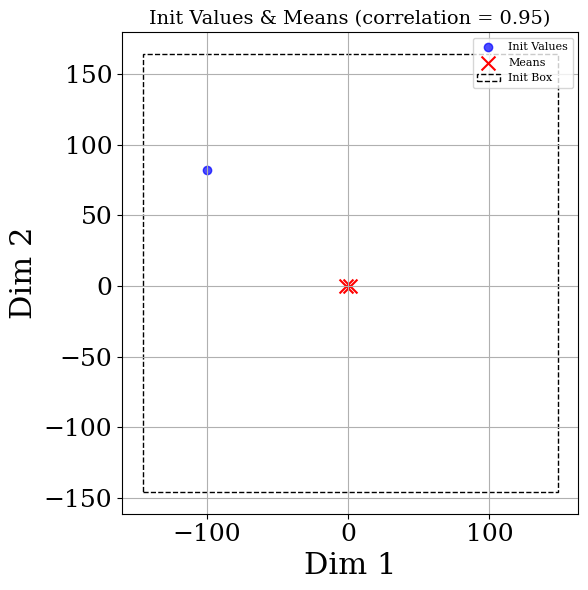 Init Values & Means (correlation = 0.95)
Init Values
Means
Init Box
150
100
50
0
−50
−100
−150
Dim 2
−100
0
100
Dim 1